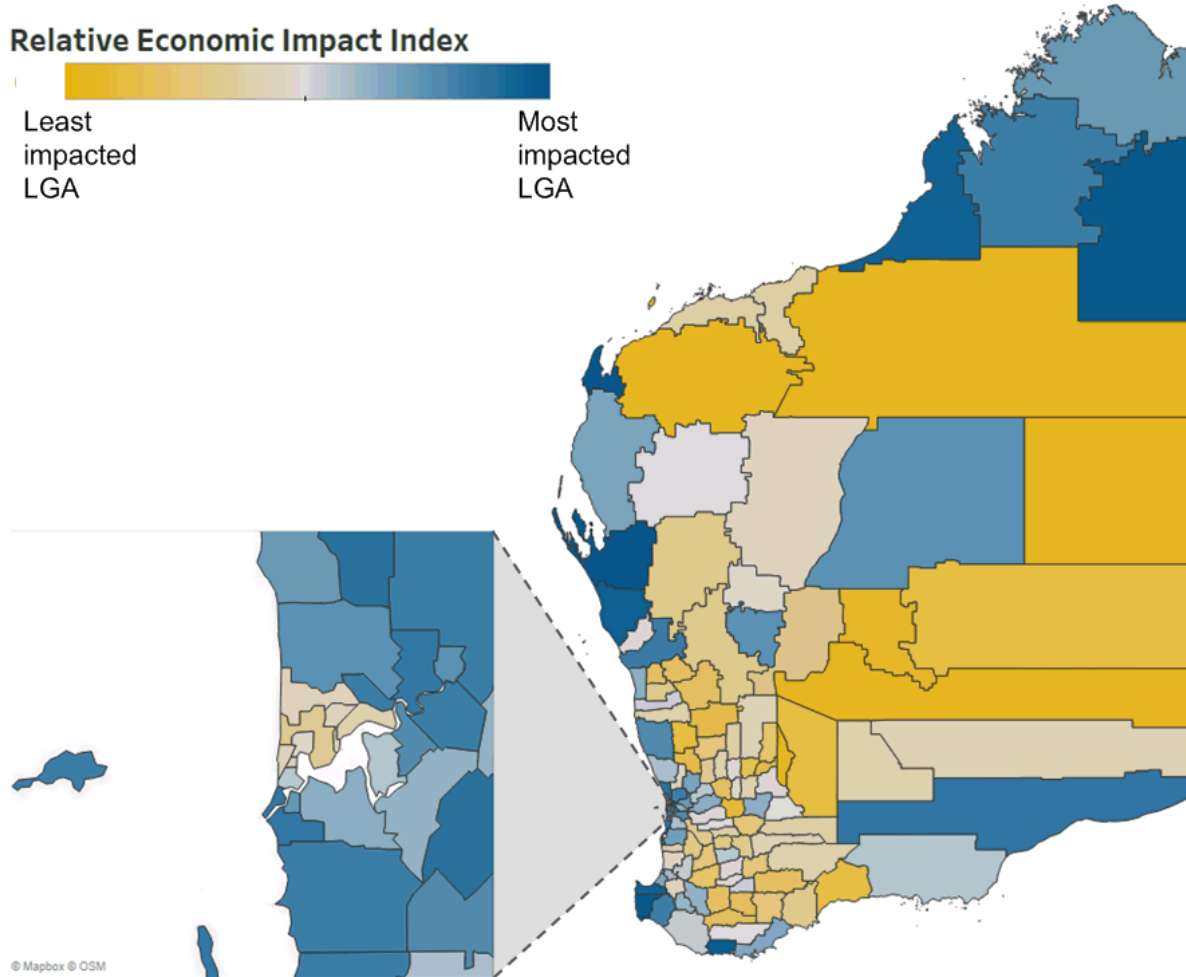 Relative Economic Impact Index
Least
impacted
LGA
Most
impacted
LGA
© Mapbox © OSM